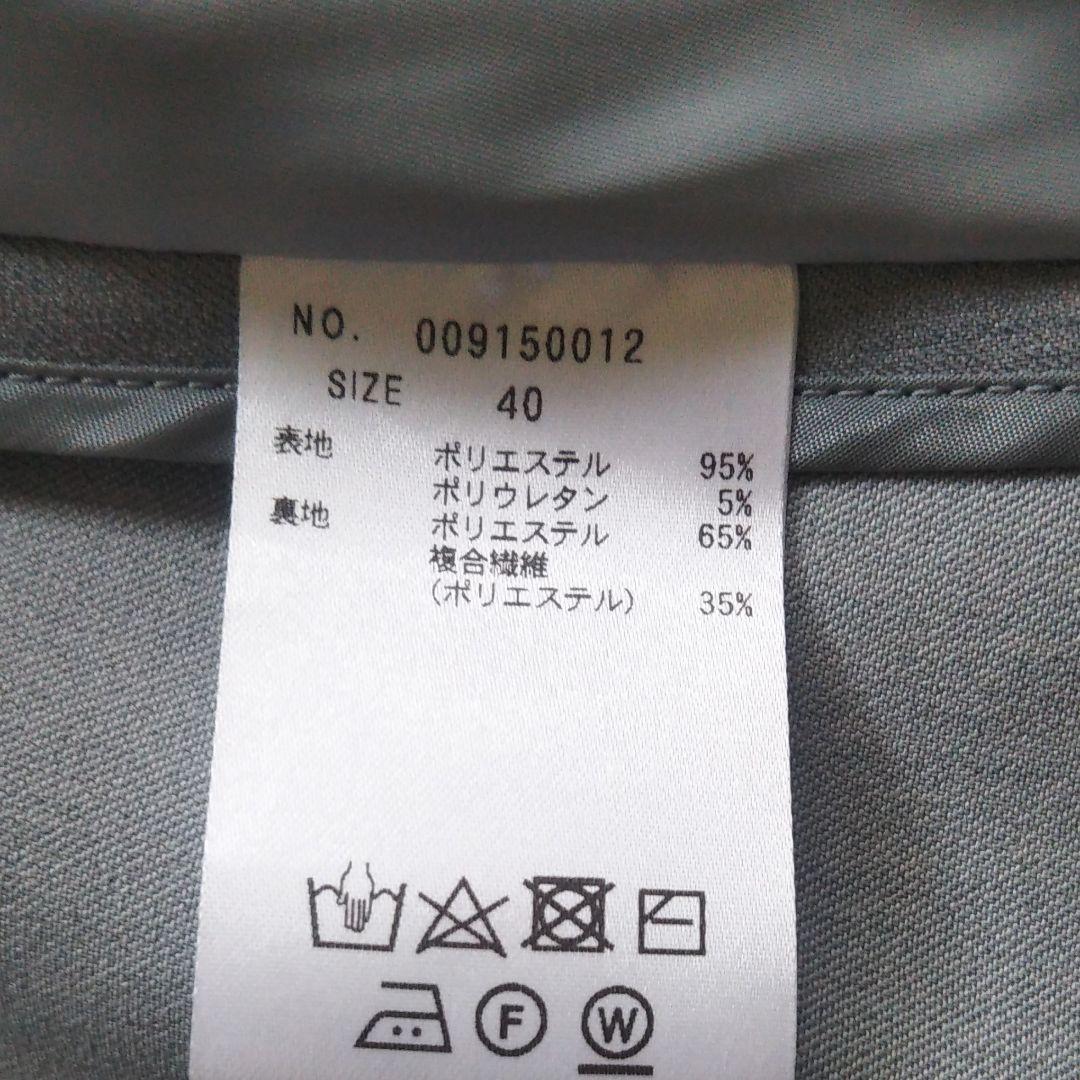 NO. 009150012
SIZE 40
表地 ポリエステル 95%
ポリウレタン 5%
裏地 ポリエステル 65%
複合繊維
(ポリエステル) 35%
F W